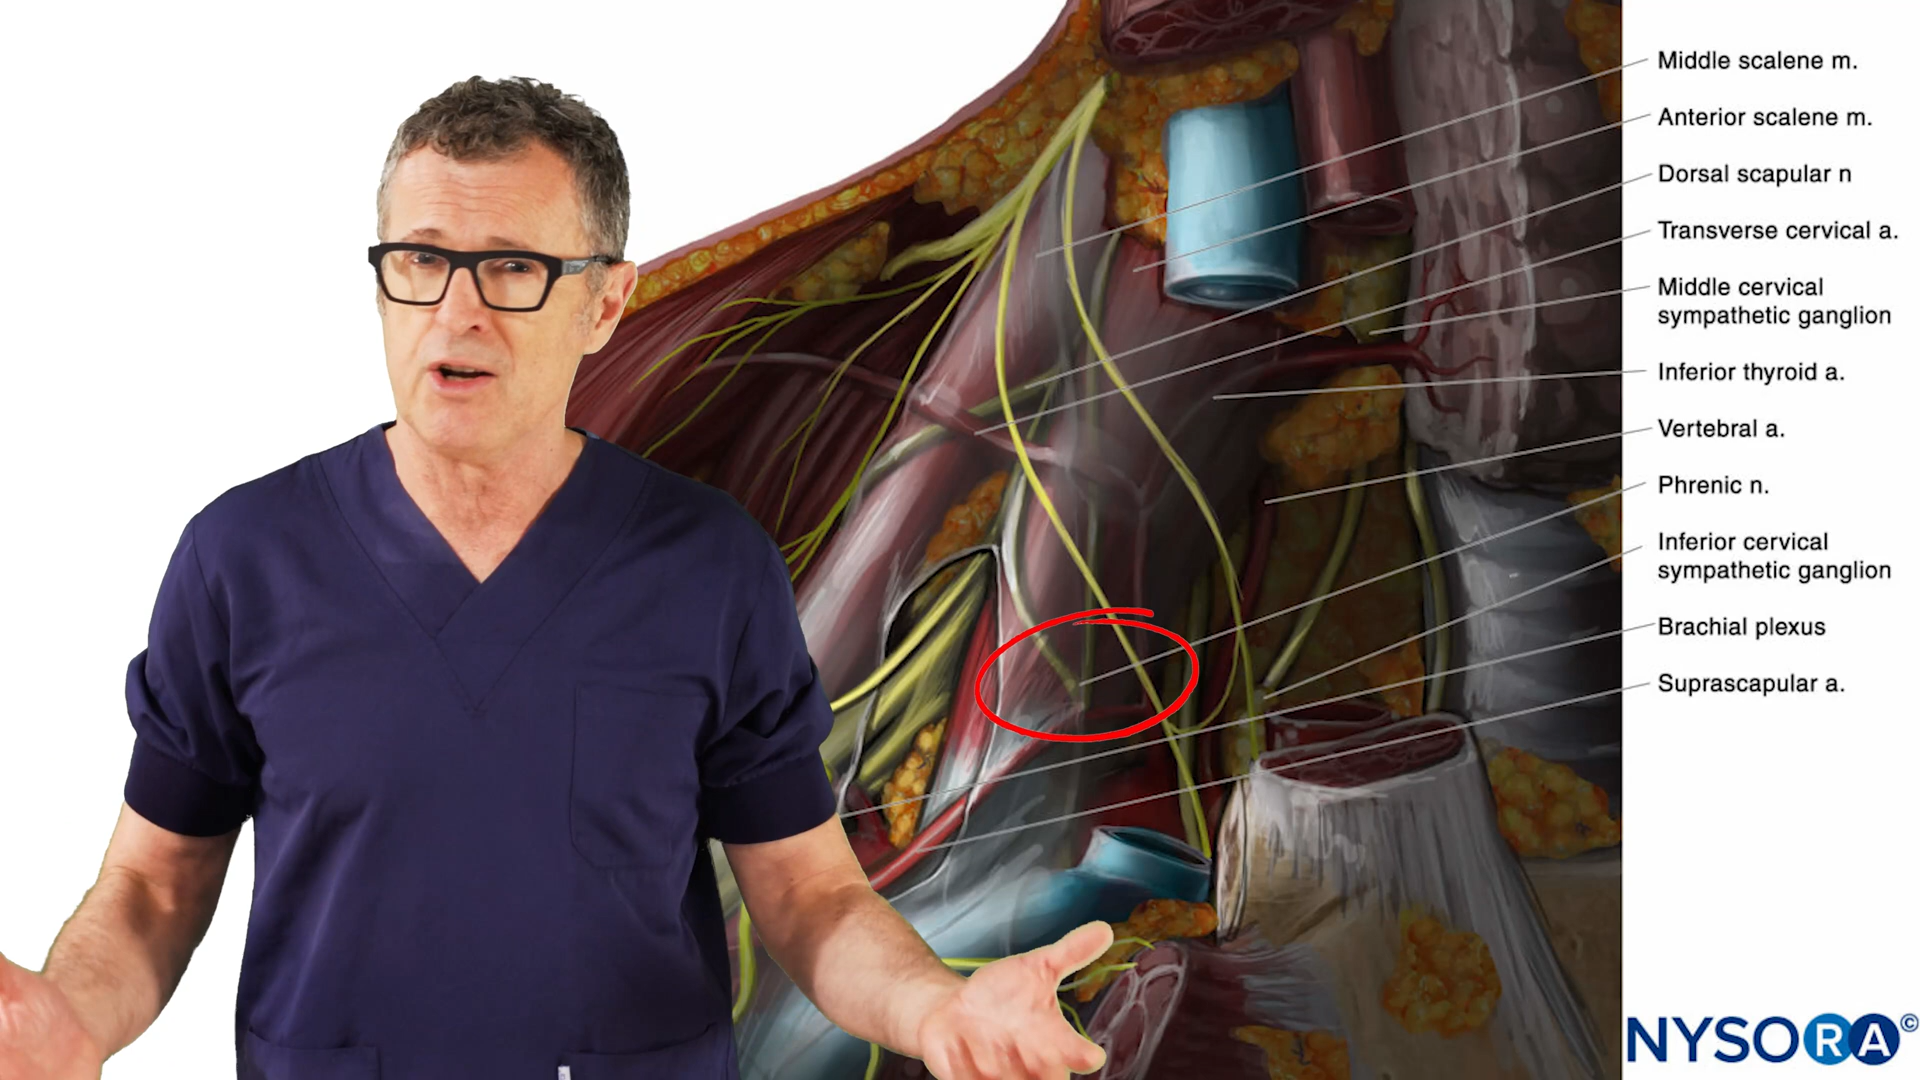 Middle scalene m.
Anterior scalene m.
Dorsal scapular n
Transverse cervical a.
Middle cervical
sympathetic ganglion
Inferior thyroid a.
Vertebral a.
Phrenic n.
Inferior cervical
sympathetic ganglion
Brachial plexus
Suprascapular a.
NYSORA©